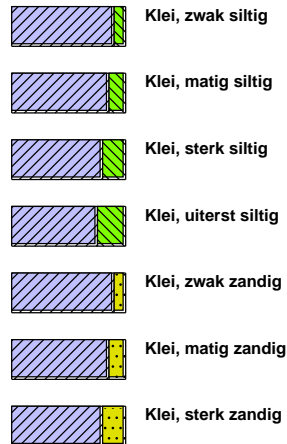 Klei, zwak siltig
Klei, matig siltig
Klei, sterk siltig
Klei, uiterst siltig
Klei, zwak zandig
Klei, matig zandig
Klei, sterk zandig